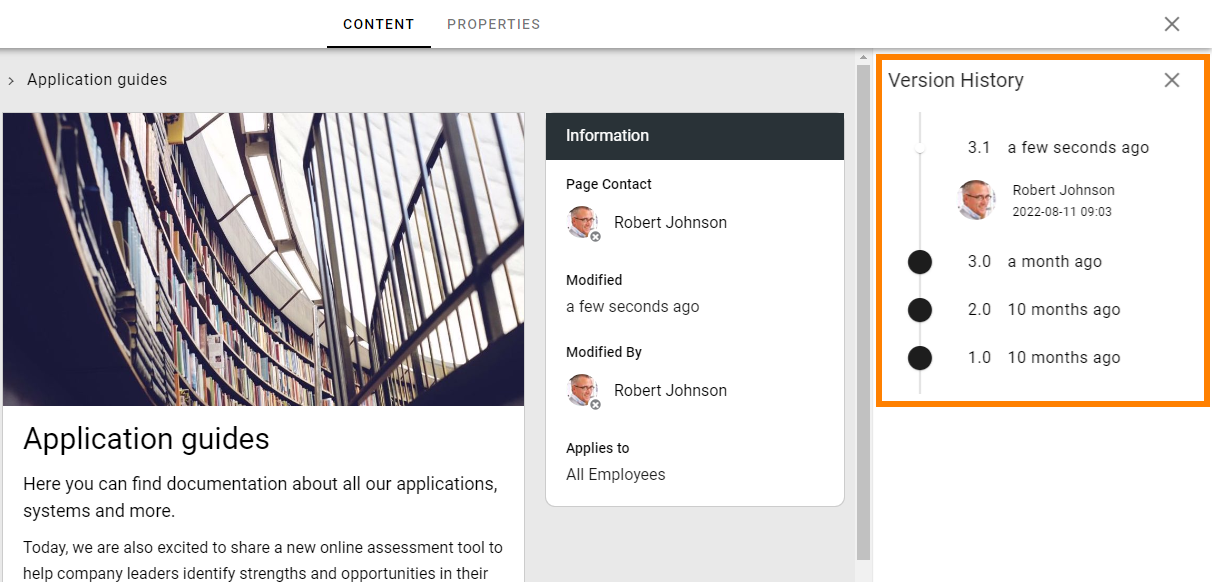 CONTENT PROPERTIES
Application guides
Information
Page Contact
Robert Johnson
Modified
a few seconds ago
Modified By
Robert Johnson
Applies to
All Employees
Application guides
Here you can find documentation about all our applications,
systems and more.
Today, we are also excited to share a new online assessment tool to
help company leaders identify strengths and opportunities in their
Version History
3.1 a few seconds ago
Robert Johnson
2022-08-11 09:03
3.0 a month ago
2.0 10 months ago
1.0 10 months ago